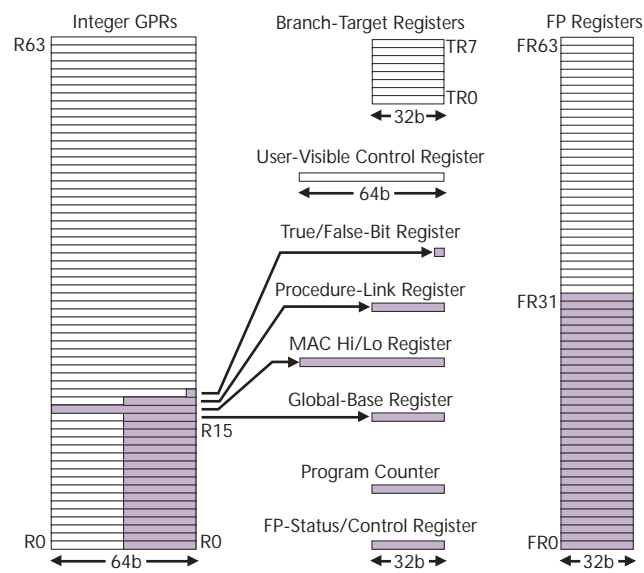 Integer GPRs
R63
R15
R0
R0
64b
Branch-Target Registers
TR7
TR0
32b
User-Visible Control Register
64b
True/False-Bit Register
Procedure-Link Register
MAC Hi/Lo Register
Global-Base Register
Program Counter
FP-Status/Control Register
32b
FP Registers
FR63
FR31
FR0
32b